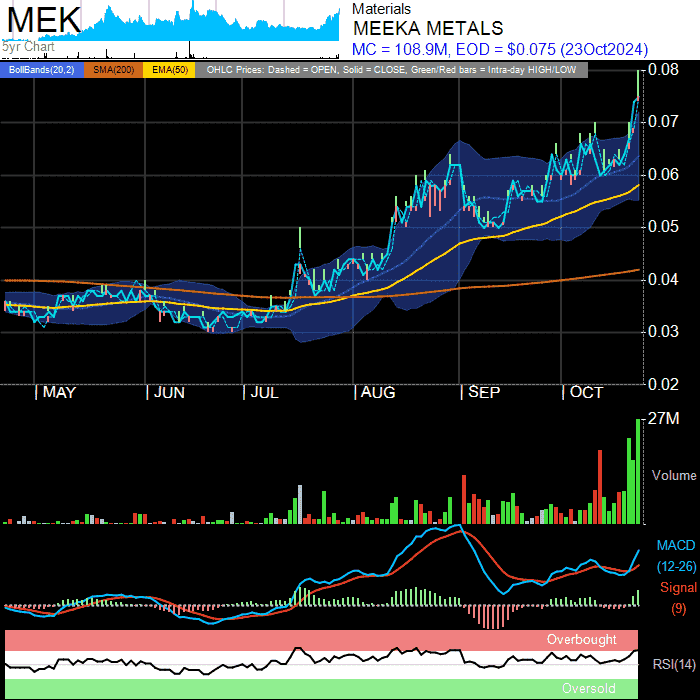 MEK
5yr Chart
Materials
MEEKA METALS
MC = 108.9M, EOD = $0.075 (23Oct2024)
BollBands(20,2) SMA(200) EMA(50) OHLC Prices: Dashed = OPEN, Solid = CLOSE, Green/Red bars = Intra-day HIGH/LOW
0.08
0.07
0.06
0.05
0.04
0.03
0.02
| MAY | JUN | JUL | AUG | SEP | OCT
27M
Volume
MACD
(12-26)
Signal
(9)
Overbought
RSI(14)
Oversold